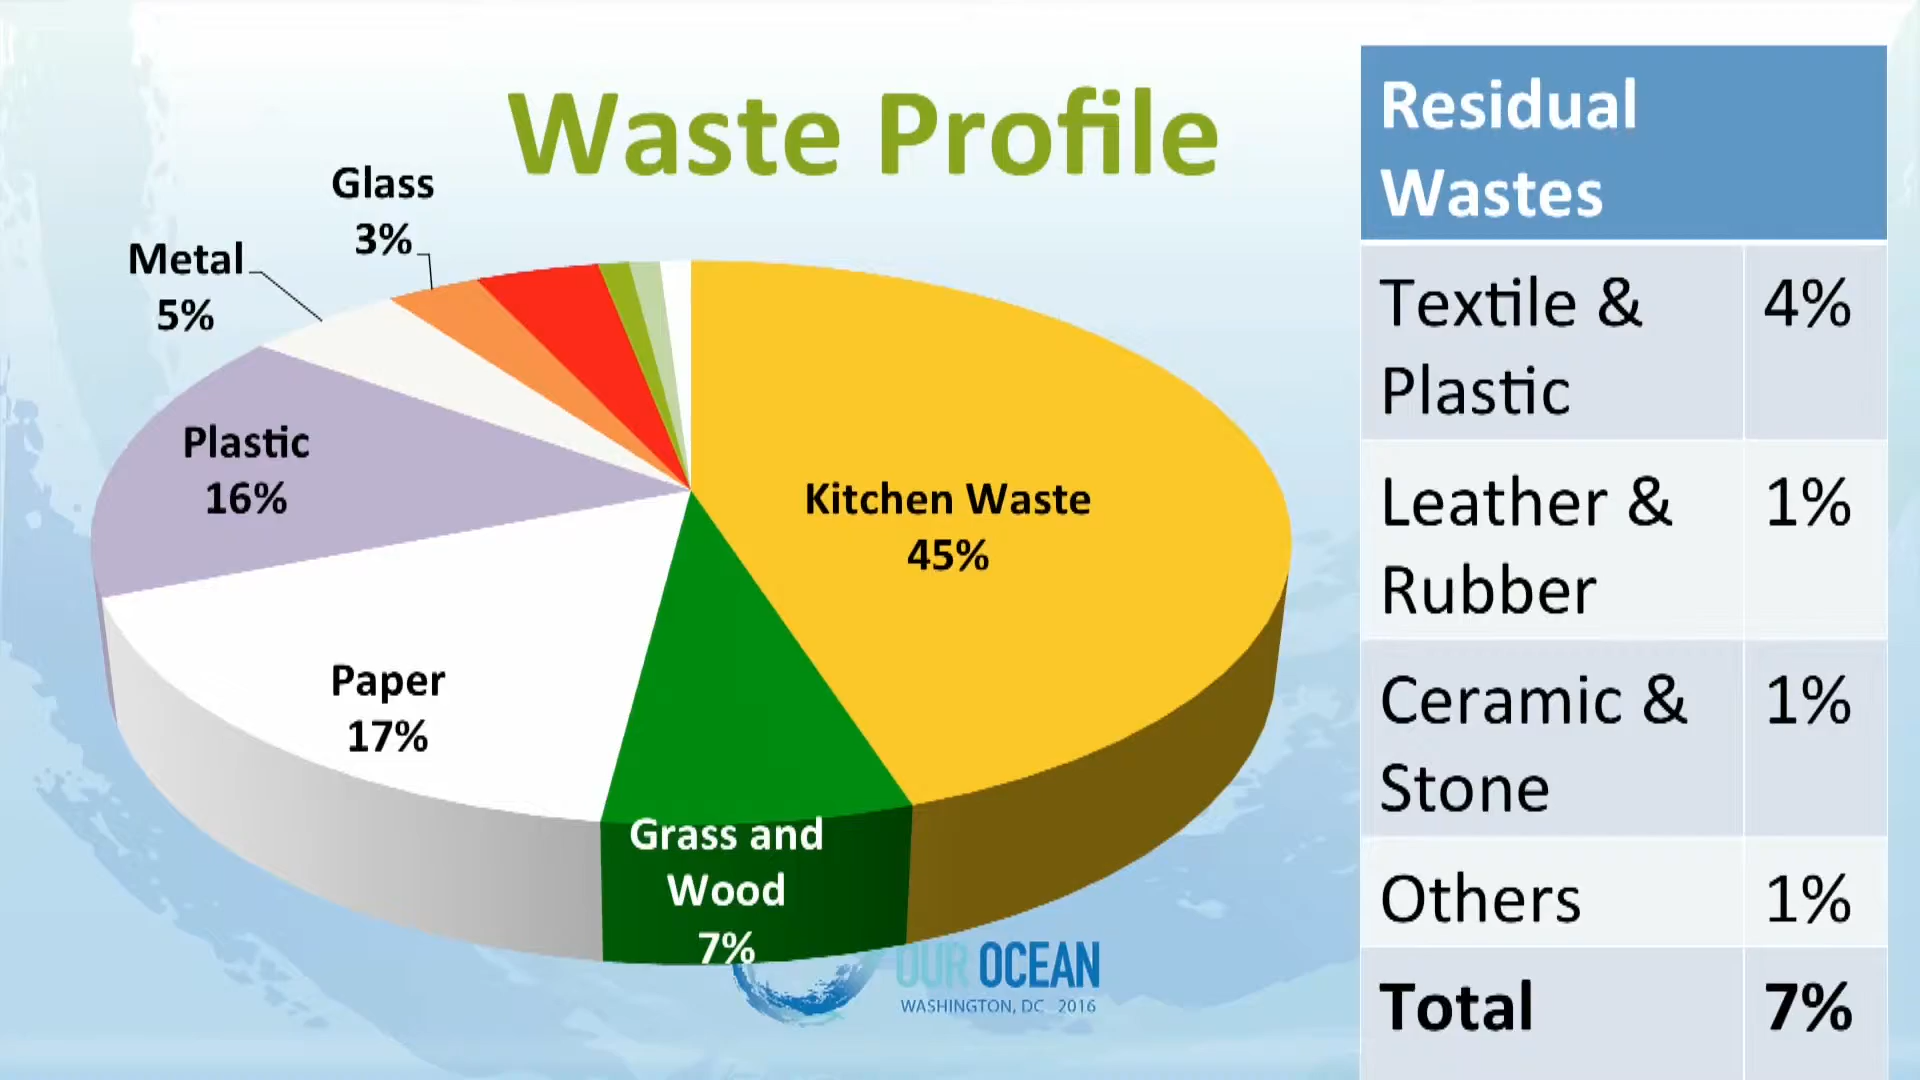 Waste Profile
Glass
3%
Metal
5%
Plastic
16%
Kitchen Waste
45%
Paper
17%
Grass and
Wood
7%
OUR OCEAN
WASHINGTON, DC 2016
Residual
Wastes
Textile & 4%
Plastic
Leather & 1%
Rubber
Ceramic & 1%
Stone
Others 1%
Total 7%